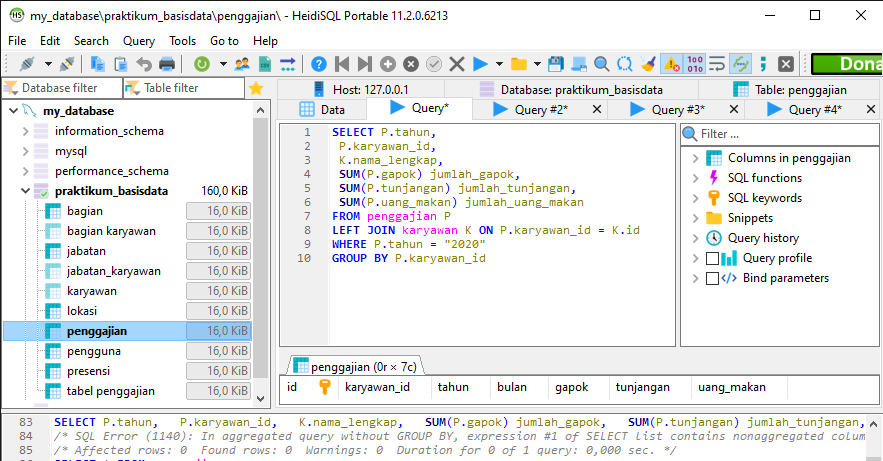 my_database\praktikum_basisdata\penggajian\ - HeidiSQL Portable 11.2.0.6213
File Edit Search Query Tools Go to Help
Dona
Database filter Table filter
Host: 127.0.0.1 Database: praktikum_basisdata Table: penggajian
Data Query* Query #2* Query #3* Query #4*
my_database
information_schema
mysql
performance_schema
praktikum_basisdata 160,0 KiB
bagian 16,0 KiB
bagian karyawan 16,0 KiB
jabatan 16,0 KiB
jabatan_karyawan 16,0 KiB
karyawan 16,0 KiB
lokasi 16,0 KiB
penggajian 16,0 KiB
pengguna 16,0 KiB
presensi 16,0 KiB
tabel penggajian 16,0 KiB
1 SELECT P.tahun,
2 P.karyawan_id,
3 K.nama_lengkap,
4 SUM(P.gapok) jumlah_gapok,
5 SUM(P.tunjangan) jumlah_tunjangan,
6 SUM(P.uang_makan) jumlah_uang_makan
7 FROM penggajian P
8 LEFT JOIN karyawan K ON P.karyawan_id = K.id
9 WHERE P.tahun = "2020"
10 GROUP BY P.karyawan_id
Filter ...
Columns in penggajian
SQL functions
SQL keywords
Snippets
Query history
Query profile
Bind parameters
penggajian (0r × 7c)
id karyawan_id tahun bulan gapok tunjangan uang_makan
83 SELECT P.tahun, P.karyawan_id, K.nama_lengkap, SUM(P.gapok) jumlah_gapok, SUM(P.tunjangan) jumlah_tunjangan,
84 /* SQL Error (1140): In aggregated query without GROUP BY, expression #1 of SELECT list contains nonaggregated colum
85 /* Affected rows: 0 Found rows: 0 Warnings: 0 Duration for 0 of 1 query: 0,000 sec. */